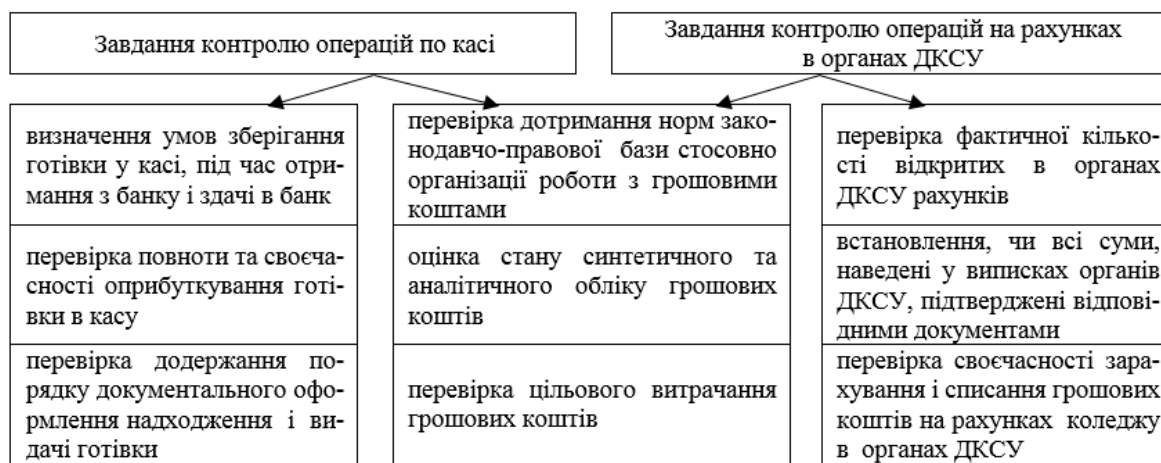 Завдання контролю операцій по касі
Завдання контролю операцій на рахунках
в органах ДКСУ
визначення умов зберігання
готівки у касі, під час отри-
мання з банку і здачі в банк
перевірка повноти та своєча-
сності оприбуткування готі-
вки в касу
перевірка додержання по-
рядку документального офо-
рмлення надходження і ви-
дачі готівки
перевірка дотримання норм зако-
нодавчо-правової бази стосовно
організації роботи з грошовими
коштами
оцінка стану синтетичного та
аналітичного обліку грошових
коштів
перевірка цільового витрачання
грошових коштів
перевірка фактичної кілько-
сті відкритих в органах
ДКСУ рахунків
встановлення, чи всі суми,
наведені у виписках органів
ДКСУ, підтверджені відпові-
дними документами
перевірка своєчасності зара-
хування і списання грошових
коштів на рахунках коледжу
в органах ДКСУ